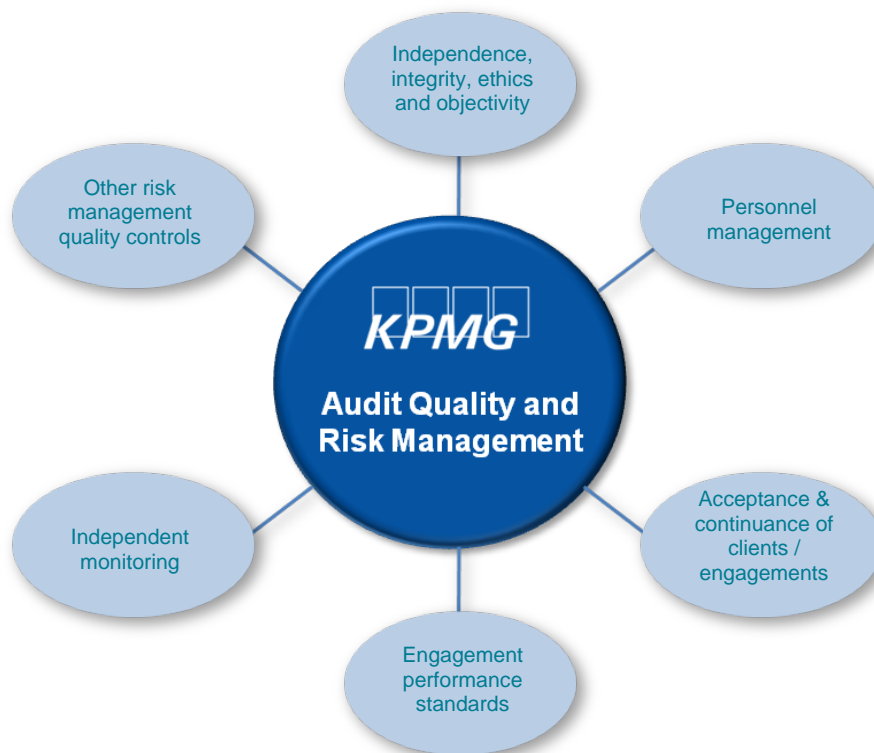 Independence,
integrity, ethics
and objectivity
Other risk
management
quality controls
Personnel
management
KPMG
Audit Quality and
Risk Management
Independent
monitoring
Acceptance &
continuance of
clients /
engagements
Engagement
performance
standards